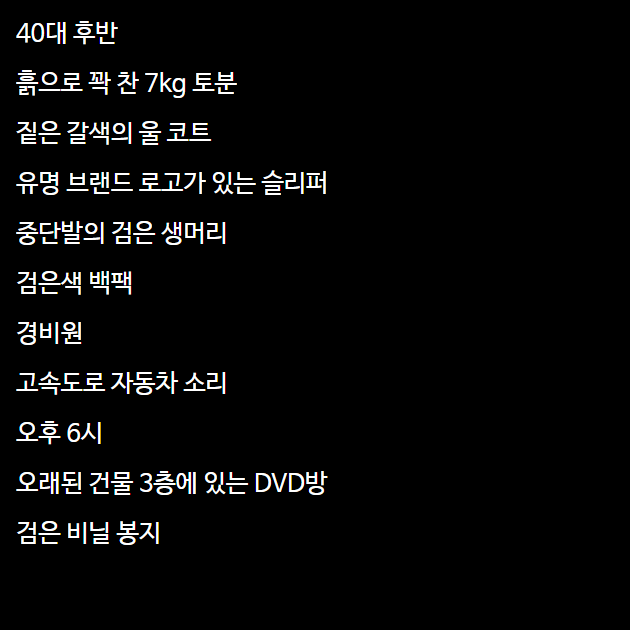 40대 후반
흙으로 꽉 찬 7kg 토분
짙은 갈색의 울 코트
유명 브랜드 로고가 있는 슬리퍼
중단발의 검은 생머리
검은색 백팩
경비원
고속도로 자동차 소리
오후 6시
오래된 건물 3층에 있는 DVD방
검은 비닐 봉지